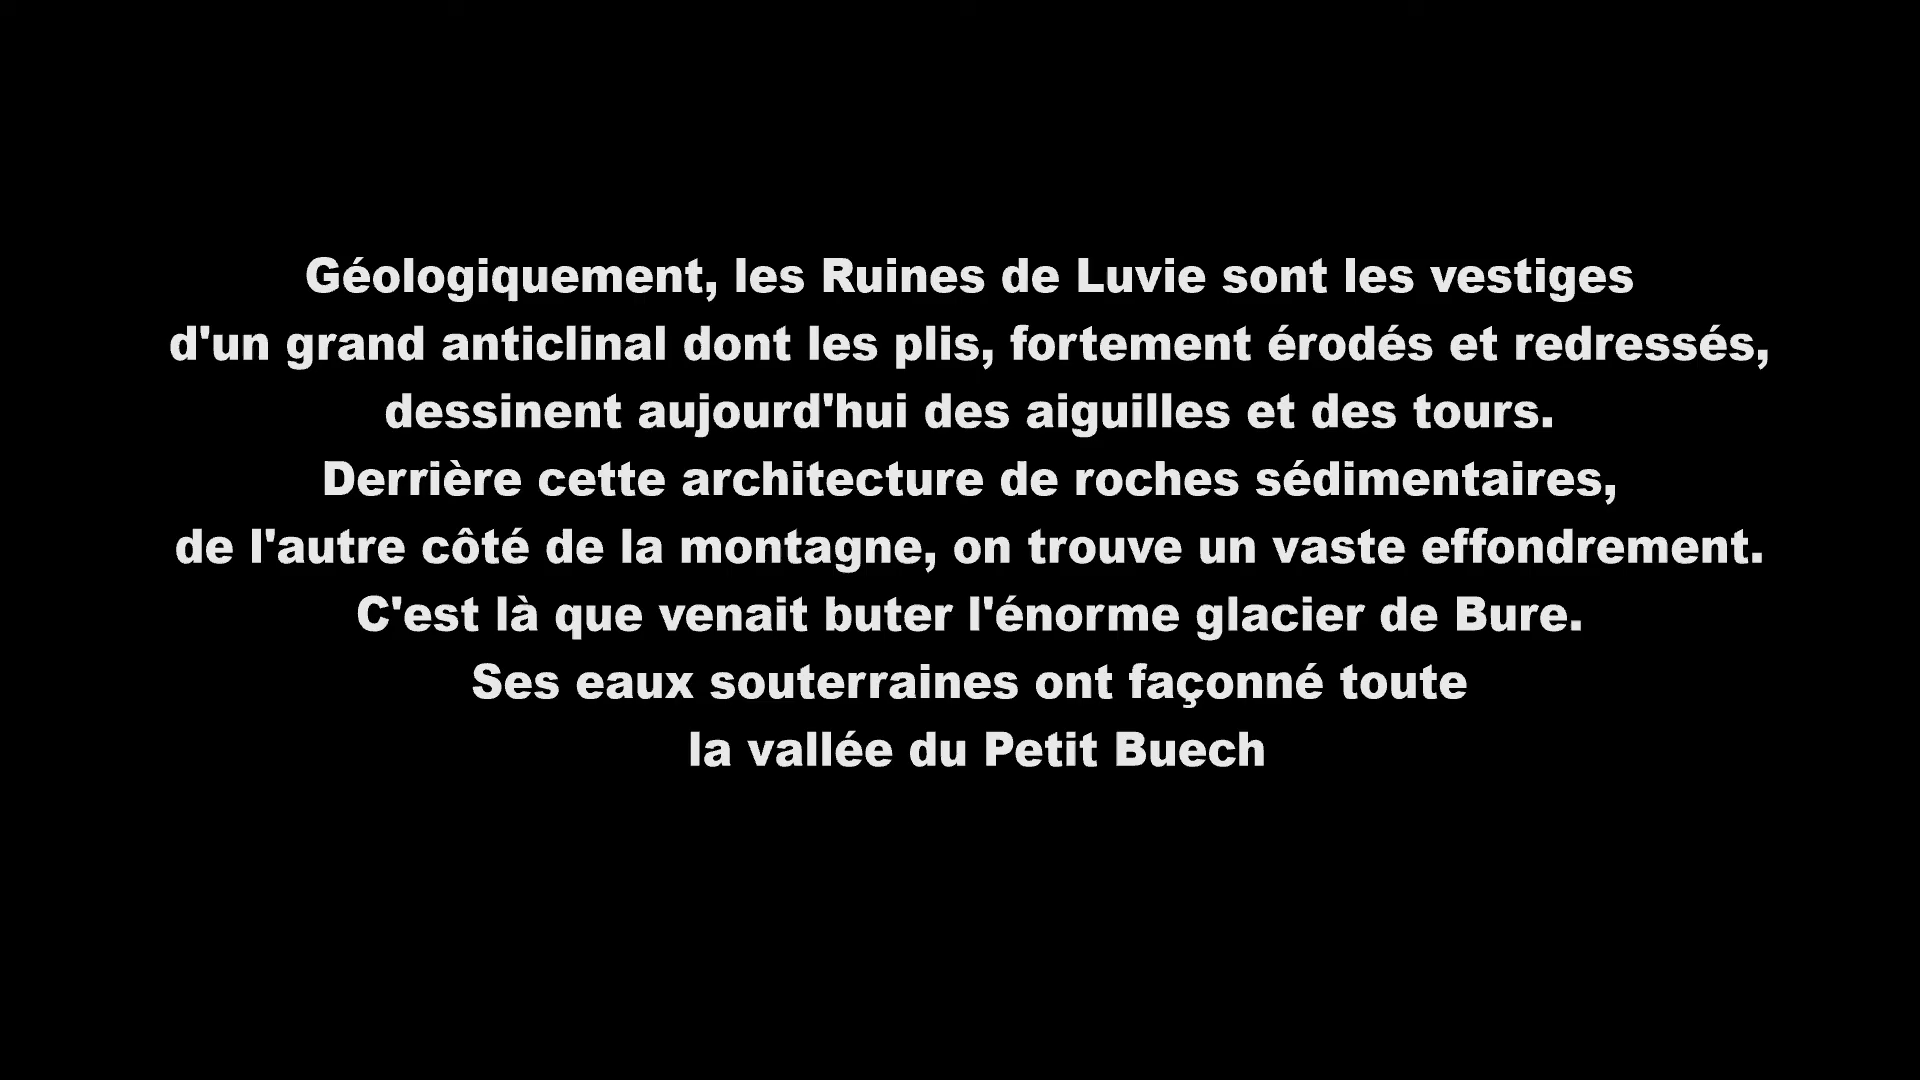 Géologiquement, les Ruines de Luvie sont les vestiges
d'un grand anticlinal dont les plis, fortement érodés et redressés,
dessinent aujourd'hui des aiguilles et des tours.
Derrière cette architecture de roches sédimentaires,
de l'autre côté de la montagne, on trouve un vaste effondrement.
C'est là que venait buter l'énorme glacier de Bure.
Ses eaux souterraines ont façonné toute
la vallée du Petit Buech